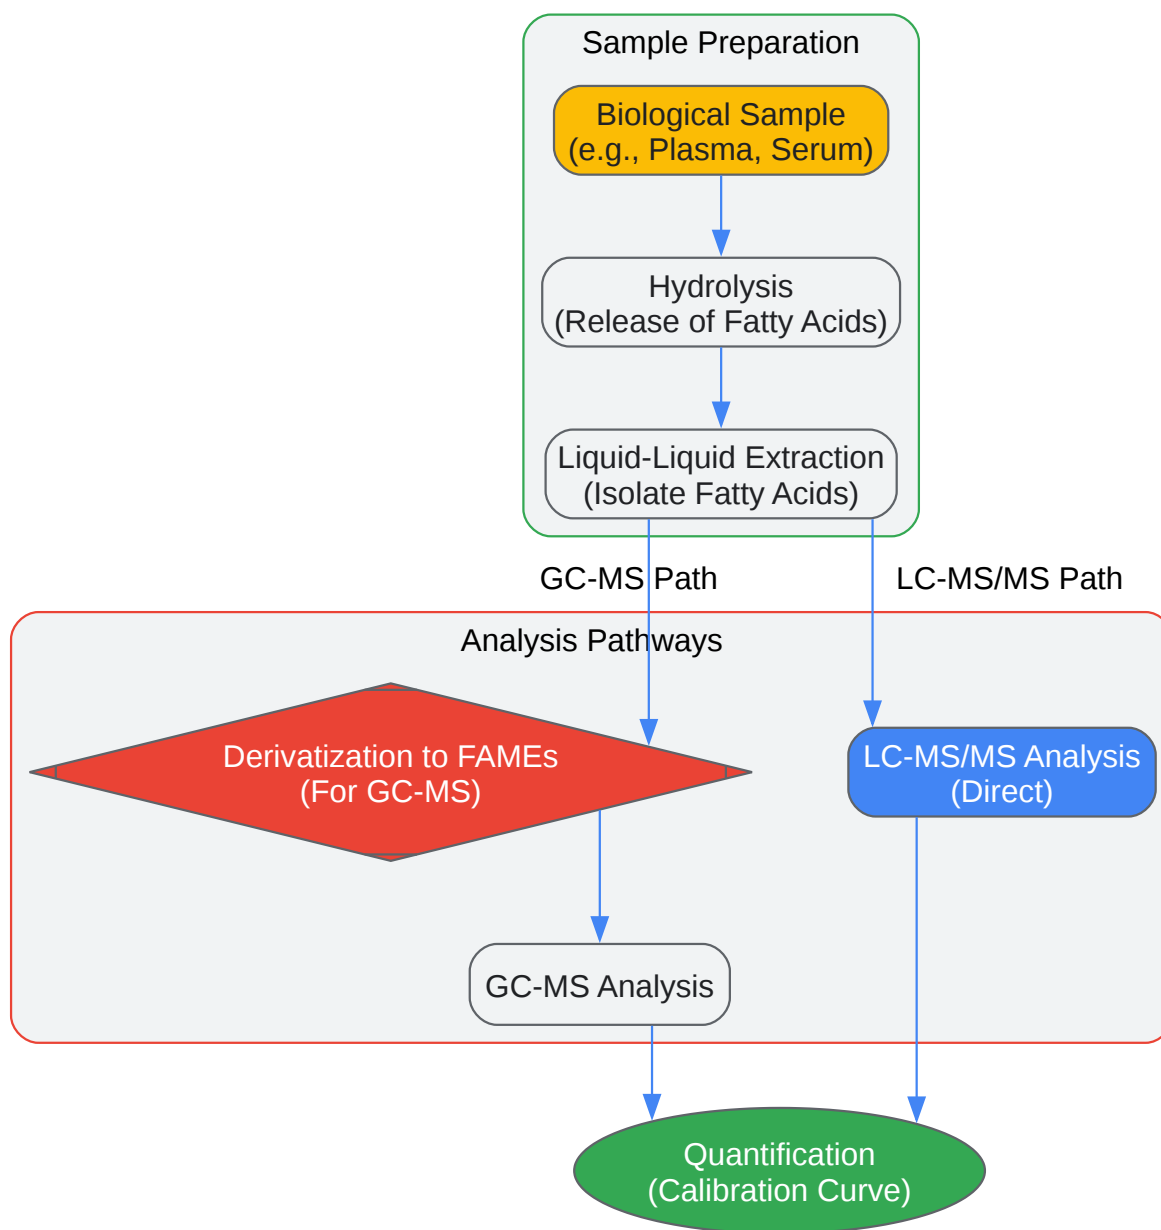 Sample Preparation
Biological Sample
(e.g., Plasma, Serum)
Hydrolysis
(Release of Fatty Acids)
Liquid-Liquid Extraction
(Isolate Fatty Acids)
GC-MS Path
LC-MS/MS Path
Analysis Pathways
Derivatization to FAMEs
(For GC-MS)
LC-MS/MS Analysis
(Direct)
GC-MS Analysis
Quantification
(Calibration Curve)